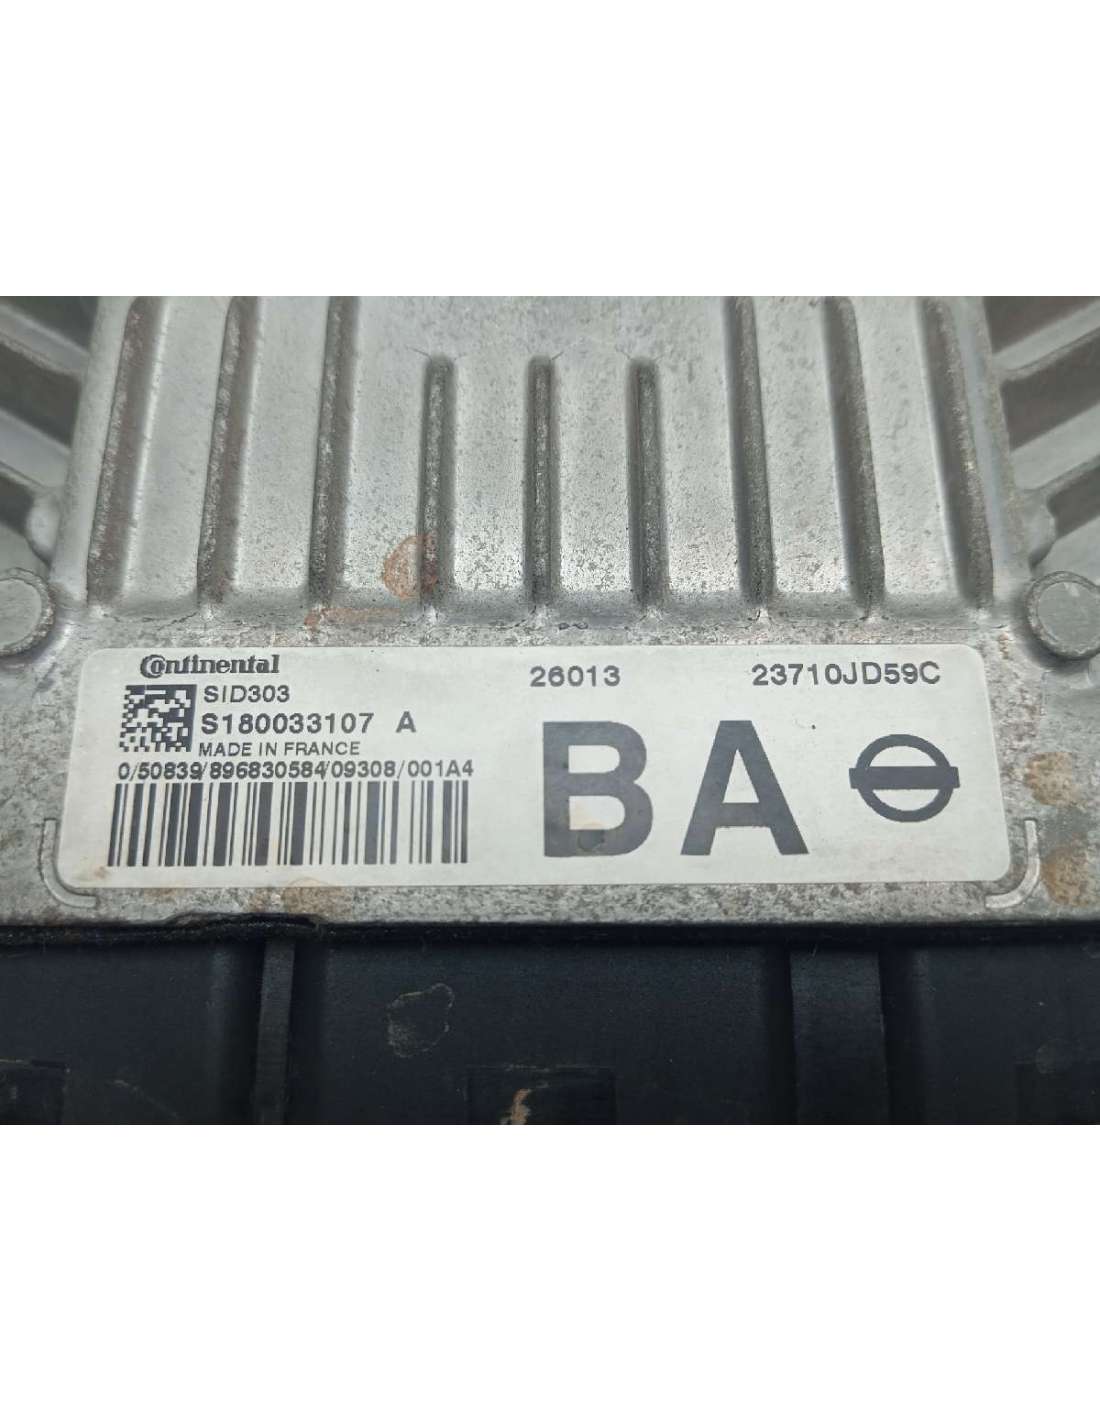 Continental
SID303
S180033107 A
MADE IN FRANCE
0/50839/896830584/09308/001A4
26013
23710JD59C
BA